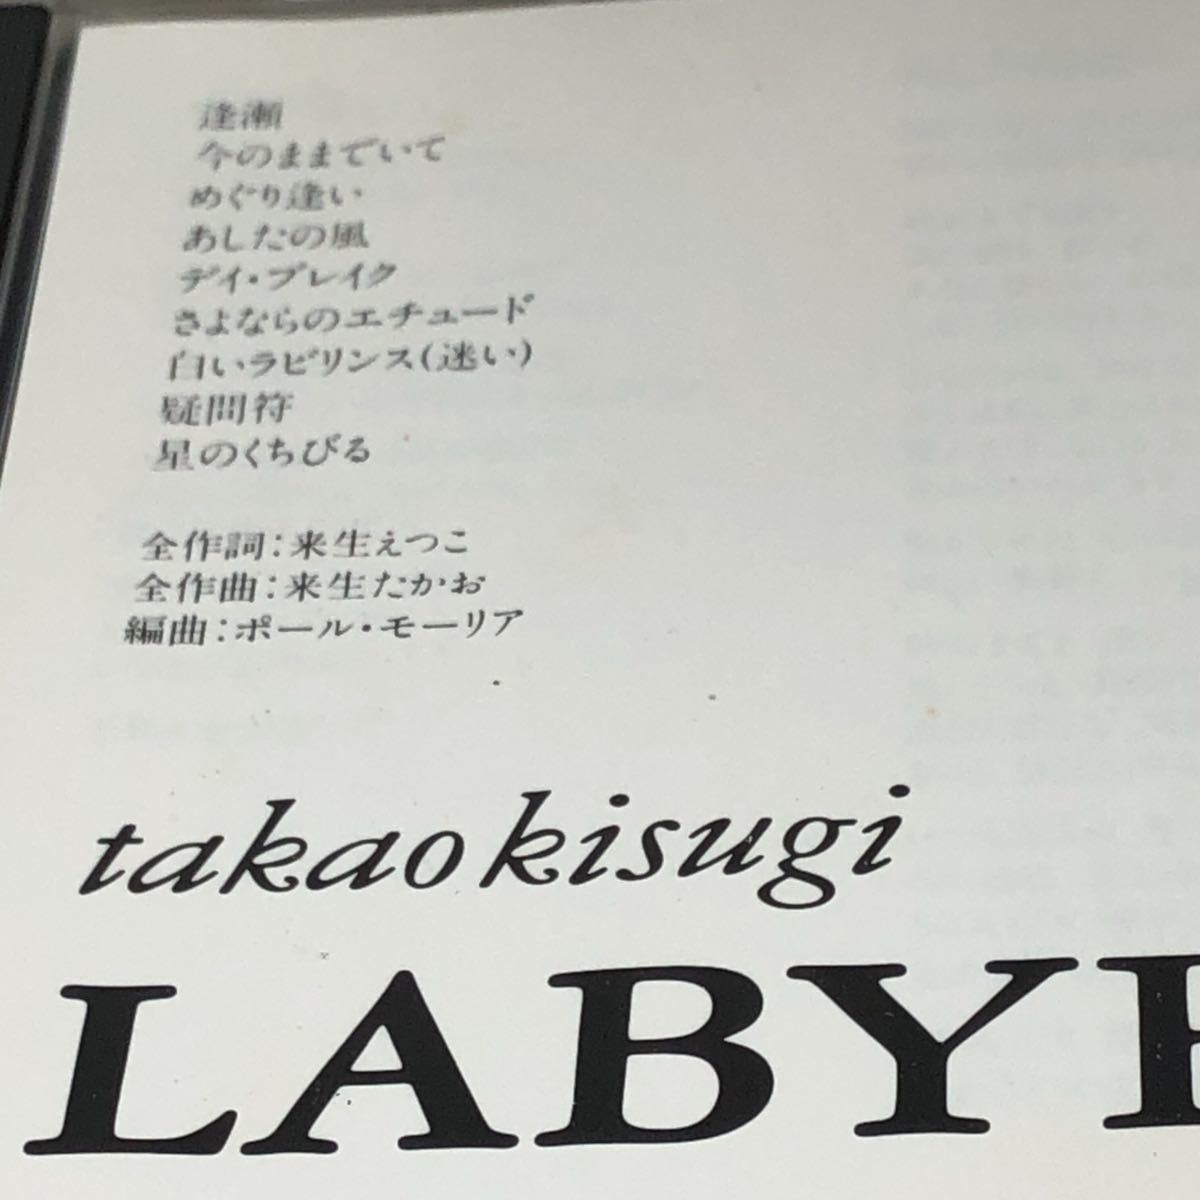 逢瀬
今のままでいて
めぐり逢い
あしたの風
デイ・ブレイク
さよならのエチュード
白いラビリンス(迷い)
疑問符
星のくちびる
全作詞:来生えつこ
全作曲:来生たかお
編曲:ポール・モーリア
takao kisugi
LABY